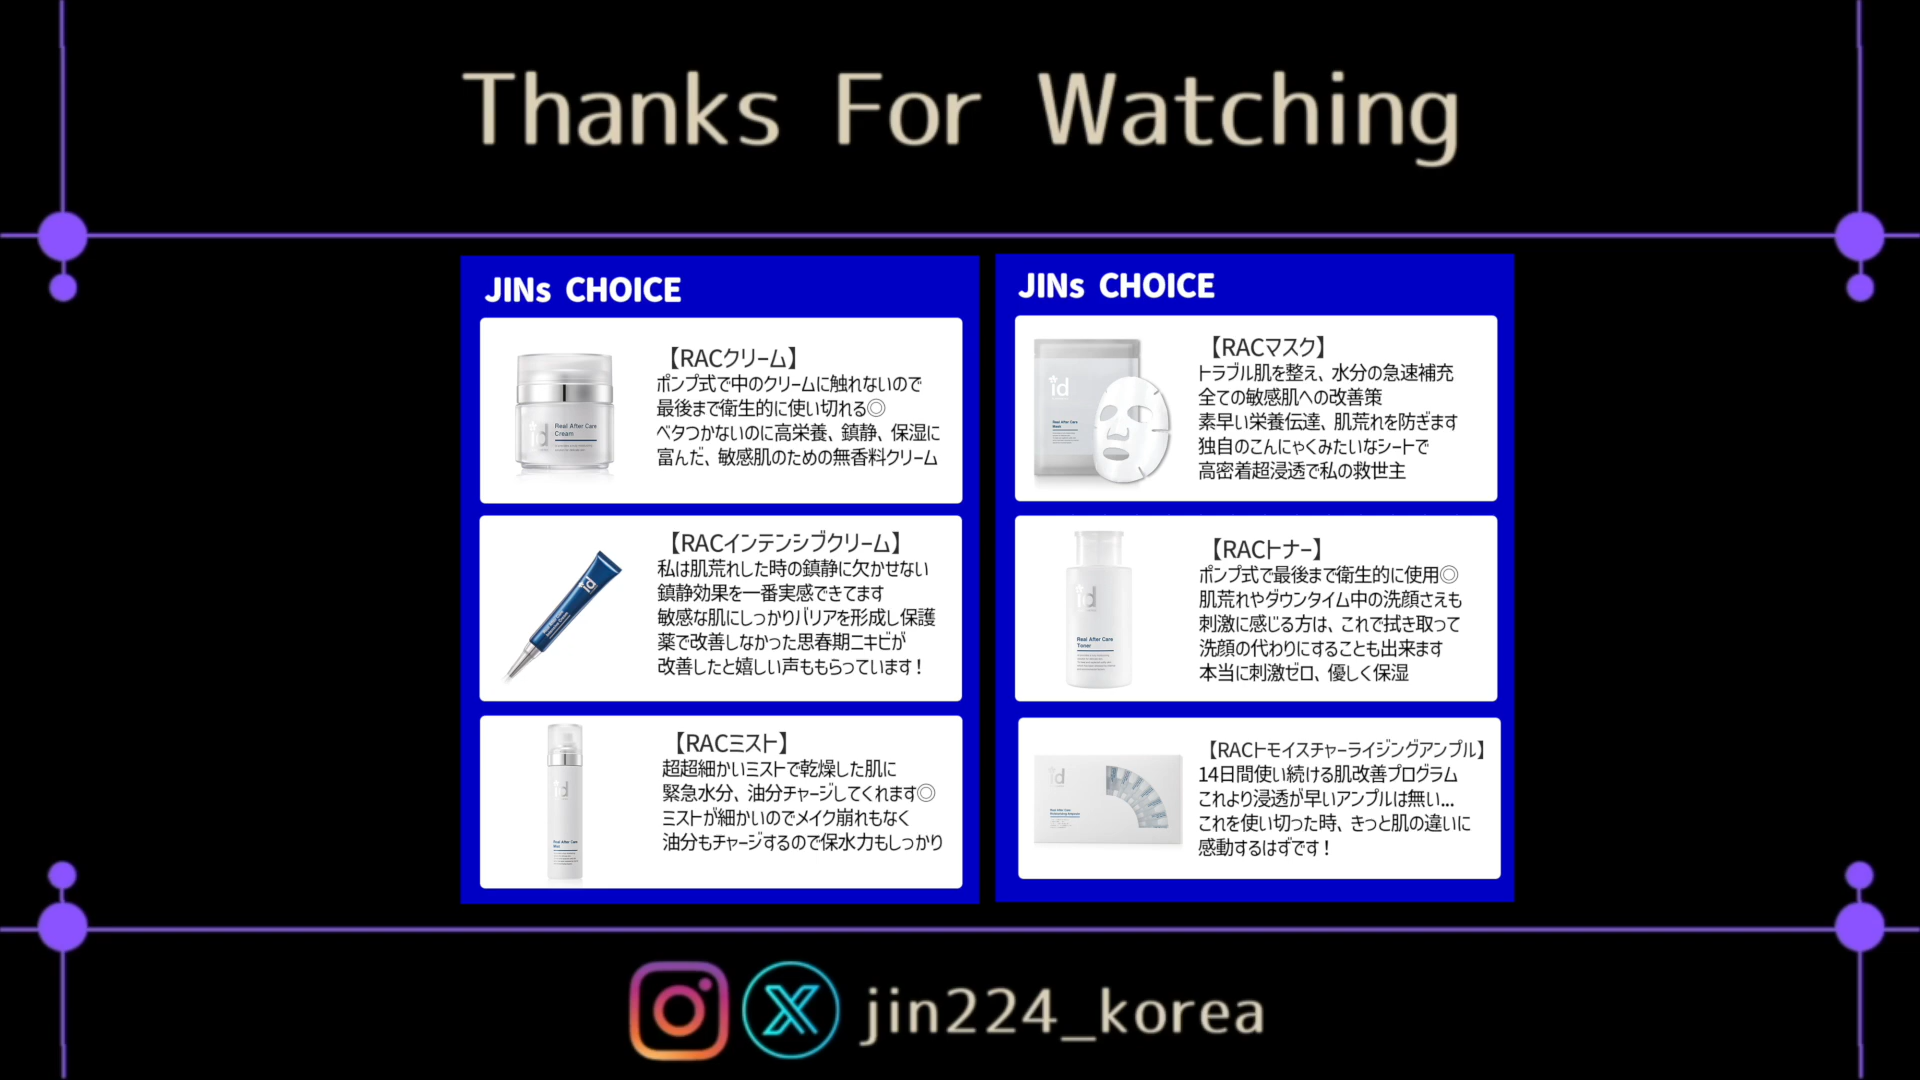 Thanks For Watching
JINs CHOICE
id
Real After Care
Cream
【RACクリーム】
ポンプ式で中のクリームに触れないので
最後まで衛生的に使い切れる◎
ベタつかないのに高栄養、鎮静、保湿に
富んだ、敏感肌のための無香料クリーム
id
【RACインテンシブクリーム】
私は肌荒れした時の鎮静に欠かせない
鎮静効果を一番実感できてます
敏感な肌にしっかりバリアを形成し保護
薬で改善しなかった思春期ニキビが
改善したと嬉しい声ももらっています！
id
Real After Care
Mist
【RACミスト】
超超細かいミストで乾燥した肌に
緊急水分、油分チャージしてくれます◎
ミストが細かいのでメイク崩れもなく
油分もチャージするので保水力もしっかり
JINs CHOICE
id
Real After Care
Mask
【RACマスク】
トラブル肌を整え、水分の急速補充
全ての敏感肌への改善策
素早い栄養伝達、肌荒れを防ぎます
独自のこんにゃくみたいなシートで
高密着超浸透で私の救世主
id
Real After Care
Toner
【RACトナー】
ポンプ式で最後まで衛生的に使用◎
肌荒れやダウンタイム中の洗顔さえも
刺激に感じる方は、これで拭き取って
洗顔の代わりにすることも出来ます
本当に刺激ゼロ、優しく保湿
id
Real After Care
【RACトモイスチャーライジングアンプル】
14日間使い続ける肌改善プログラム
これより浸透が早いアンプルは無い...
これを使い切った時、きっと肌の違いに
感動するはずです！
jin224_korea